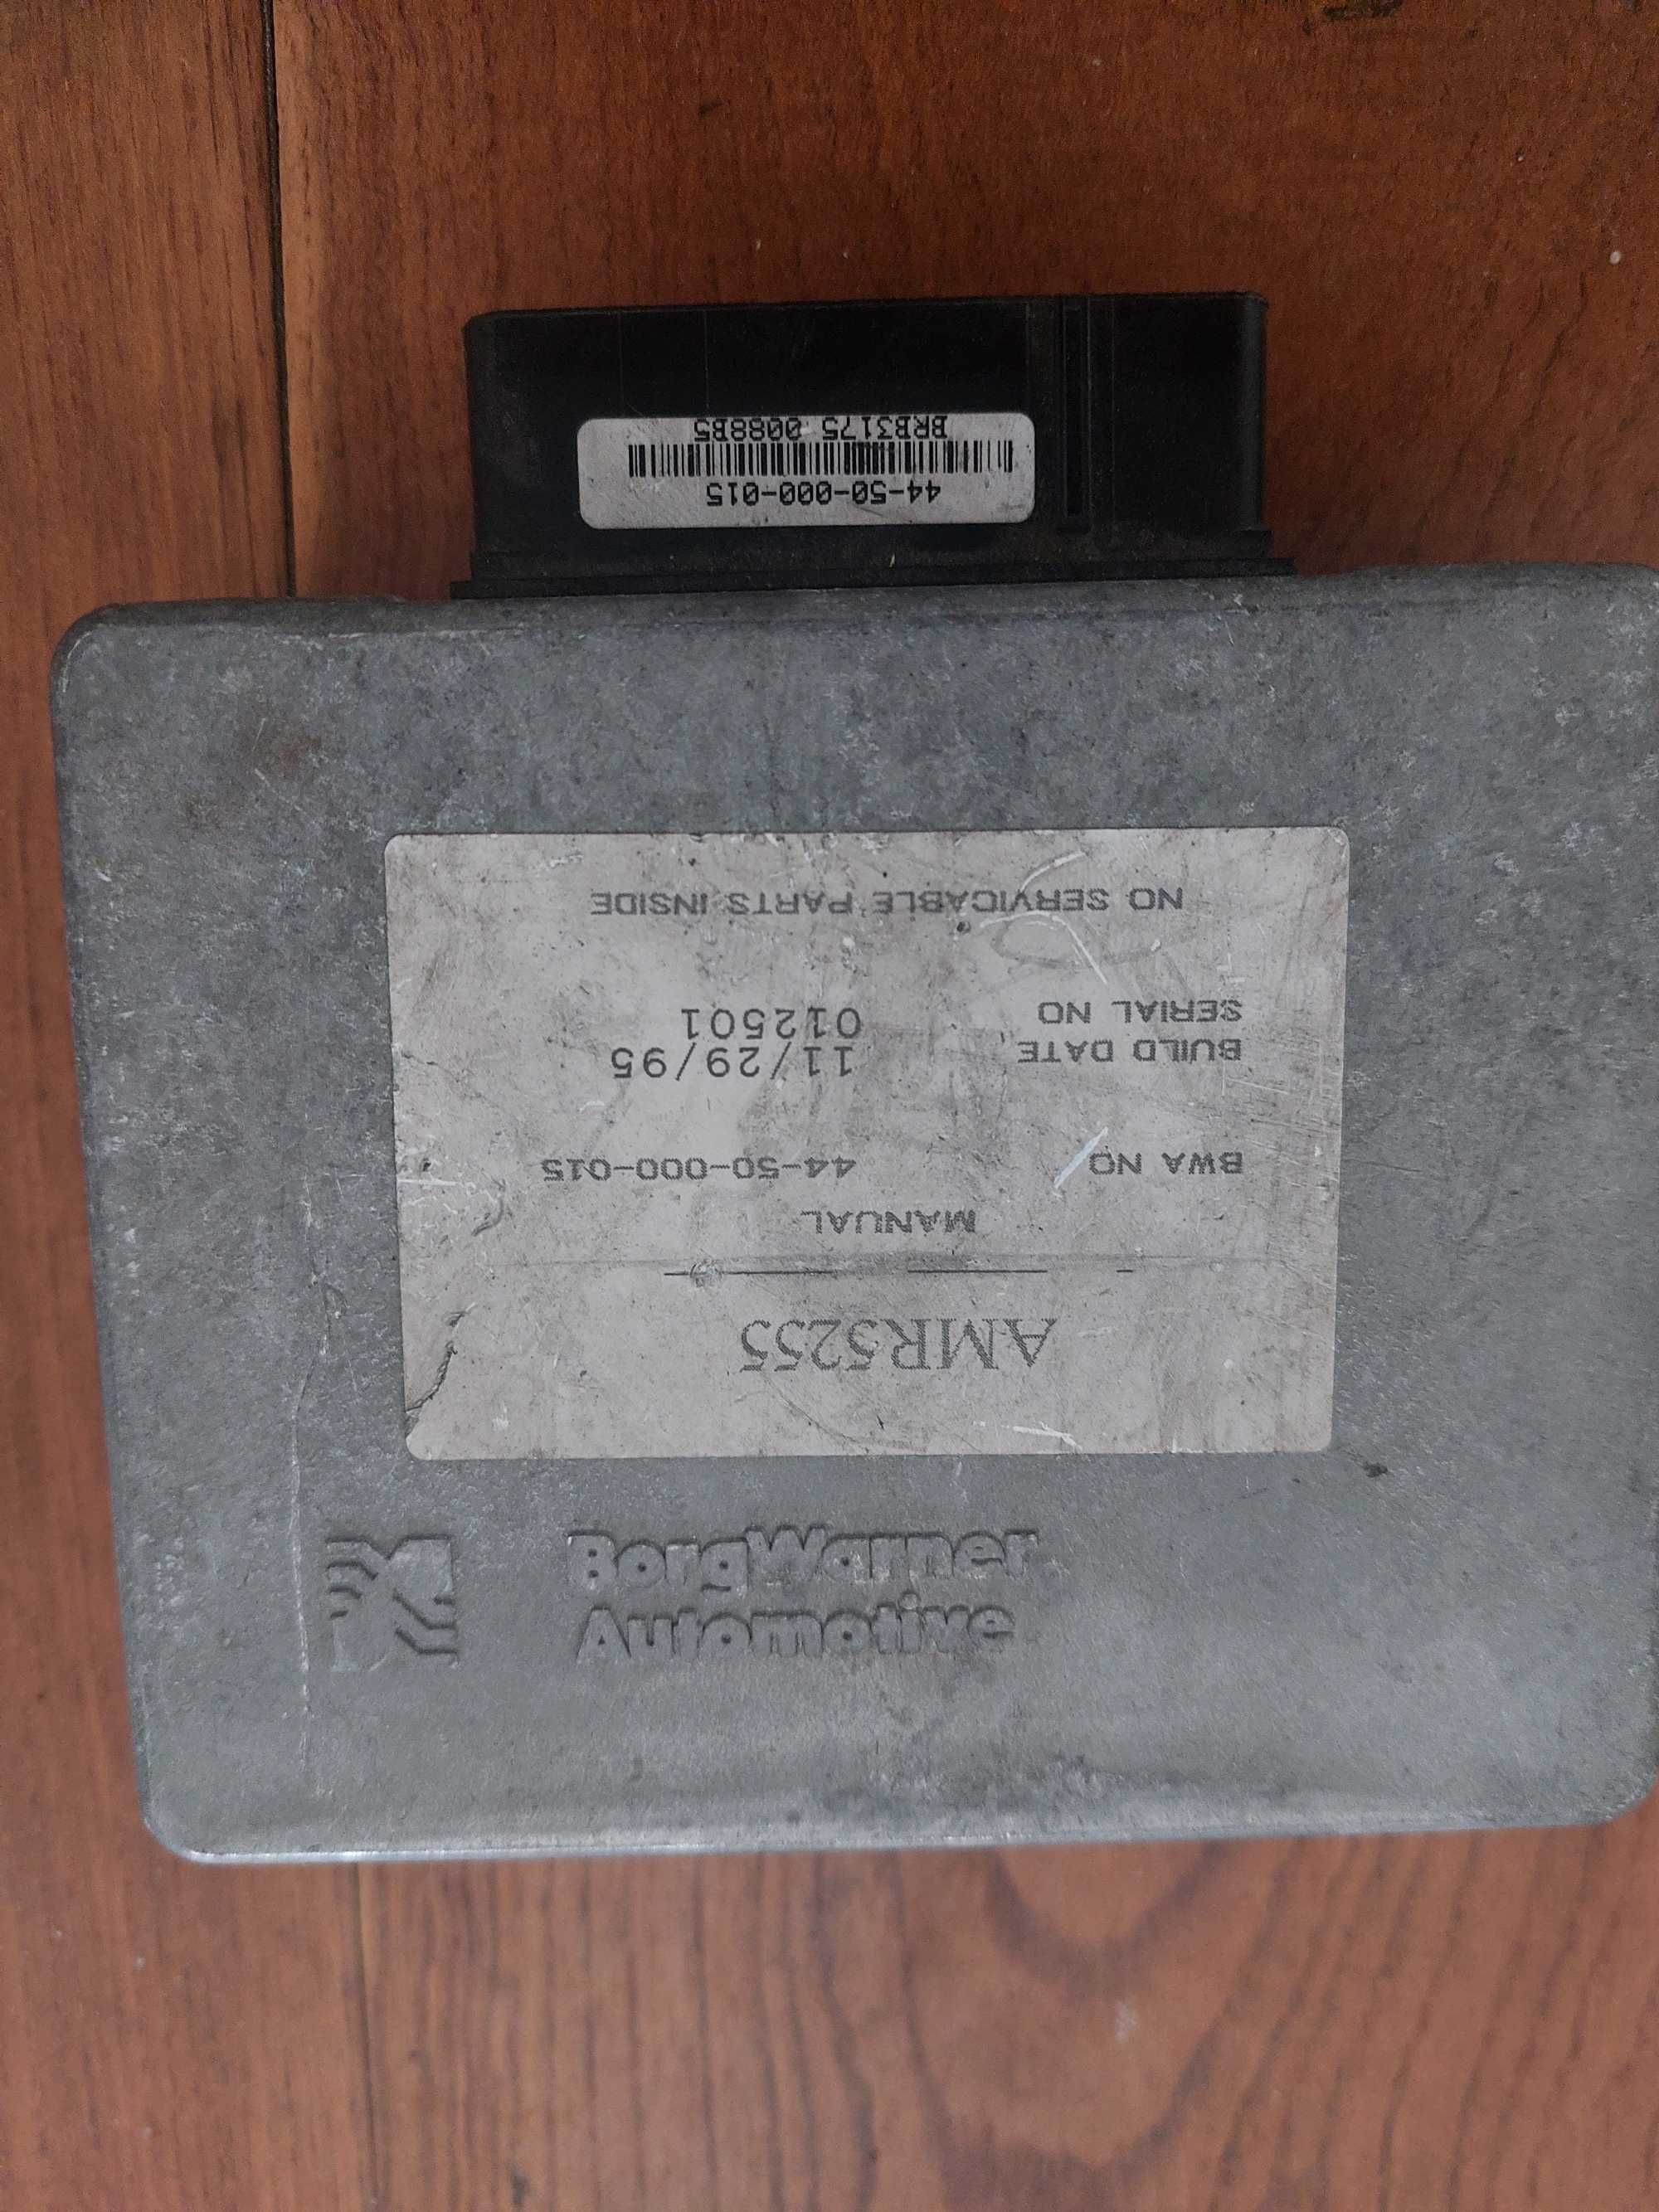 44-50-000-015
BRB3175 0088B5
AMR5255
MANUAL
BWA NO 44-50-000-015
BUILD DATE 11/29/95
SERIAL NO 012501
NO SERVICABLE PARTS INSIDE
BorgWarner
Automotive